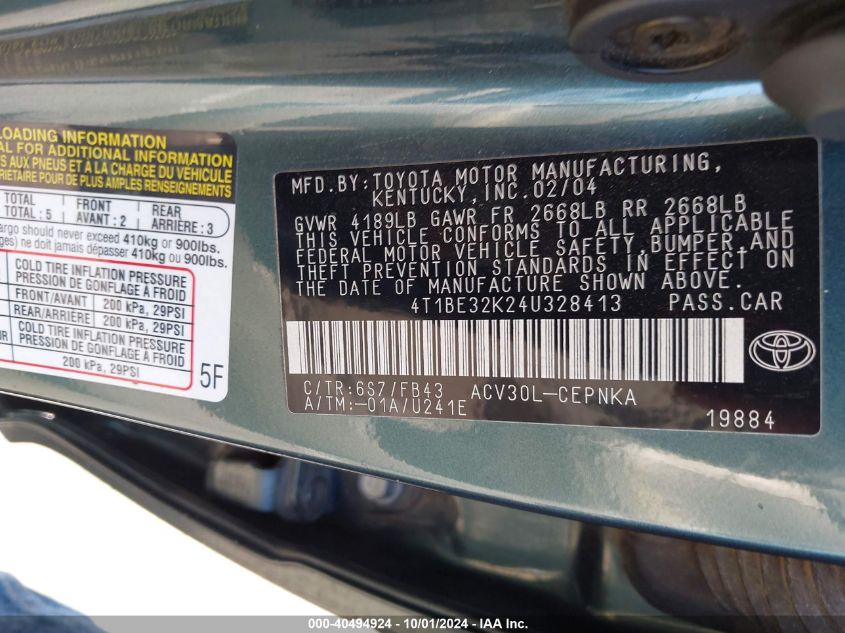 LOADING INFORMATION
FOR ADDITIONAL INFORMATION
AUX PNEUS ET A LA CHARGE DU VÉHICULE
DE PLUS AMPLES RENSEIGNEMENTS
TOTAL FRONT REAR
TOTAL : 5 AVANT : 2 ARRIÈRE : 3
should never exceed 410kg or 900lbs.
ne doit jamais dépasser 410kg ou 900lbs.
COLD TIRE INFLATION PRESSURE
PRESSION DE GONFLAGE À FROID
FRONT/AVANT 200 kPa, 29PSI
REAR/ARRIÈRE 200 kPa, 29PSI
COLD TIRE INFLATION PRESSURE
PRESSION DE GONFLAGE À FROID
200 kPa, 29PSI
5F
MFD.BY:TOYOTA MOTOR MANUFACTURING,
KENTUCKY, INC.02/04
GVWR 4189LB GAWR FR 2668LB RR 2668LB
THIS VEHICLE CONFORMS TO ALL APPLICABLE
FEDERAL MOTOR VEHICLE SAFETY,BUMPER,AND
THEFT PREVENTION STANDARDS IN EFFECT ON
THE DATE OF MANUFACTURE SHOWN ABOVE.
4T1BE32K24U328413 PASS.CAR
C/TR:6S7/FB43 ACV30L-CEPNKA
A/TM:-01A/U241E
19884
000-40494924 - 10/01/2024 - IAA Inc.